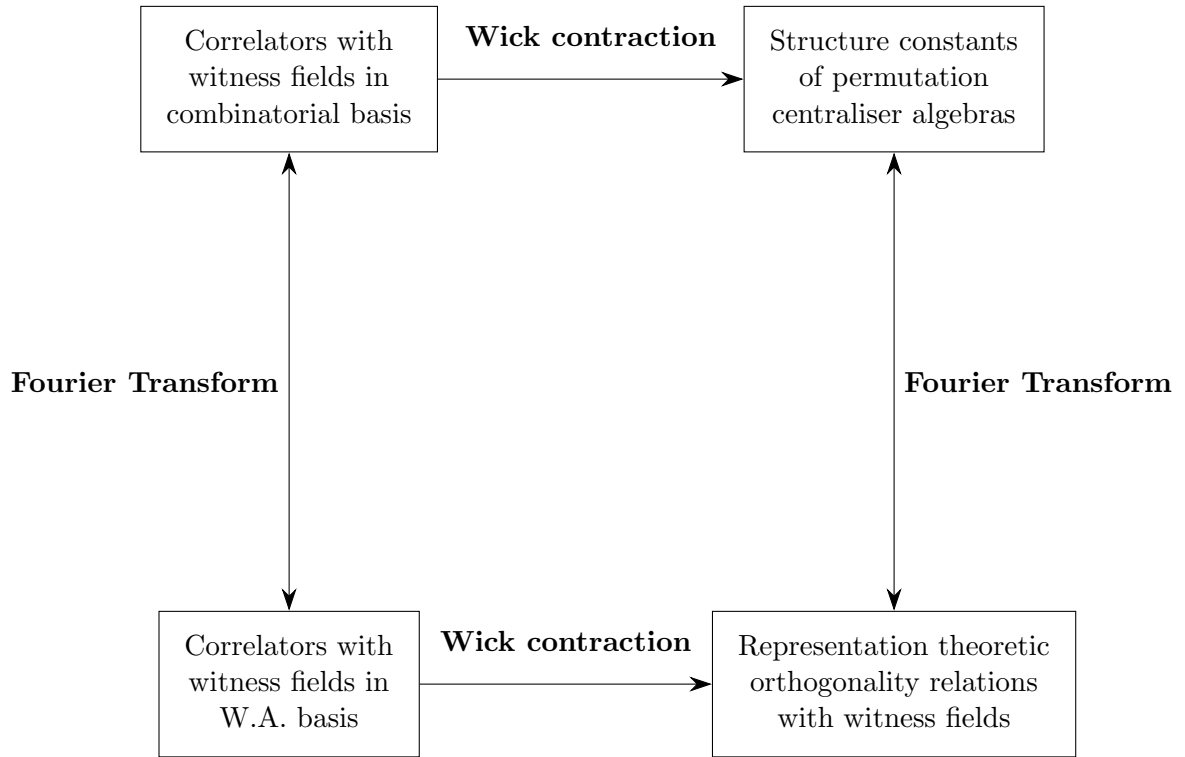 Correlators with
witness fields in
combinatorial basis
Wick contraction
Structure constants
of permutation
centraliser algebras
Fourier Transform
Fourier Transform
Correlators with
witness fields in
W.A. basis
Wick contraction
Representation theoretic
orthogonality relations
with witness fields